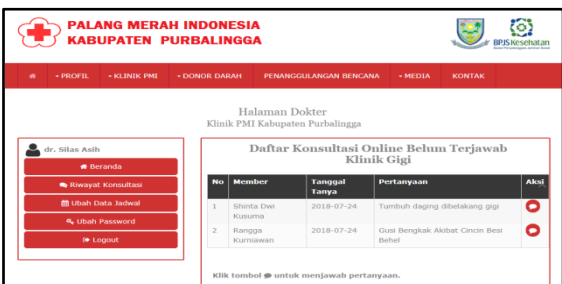 PALANG MERAH INDONESIA
KABUPATEN PURBALINGGA
BPJS Kesehatan
PROFIL KLINIK PMI DONOR DARAH PENANGGULANGAN BENCANA MEDIA KONTAK
Halaman Dokter
Klinik PMI Kabupaten Purbalingga
dr. Silas Asih
Beranda
Riwayat Konsultasi
Ubah Data Jadwal
Ubah Password
Logout
Daftar Konsultasi Online Belum Terjawab
Klinik Gigi
No Member Tanggal Tanya Pertanyaan Aksi
1 Shinta Dwi Kusuma 2018-07-24 Tumbuh daging dibelakang gigi
2 Rangga Kurniawan 2018-07-24 Gusi Bengkak Akibat Cincin Besi Behel
Klik tombol untuk menjawab pertanyaan.